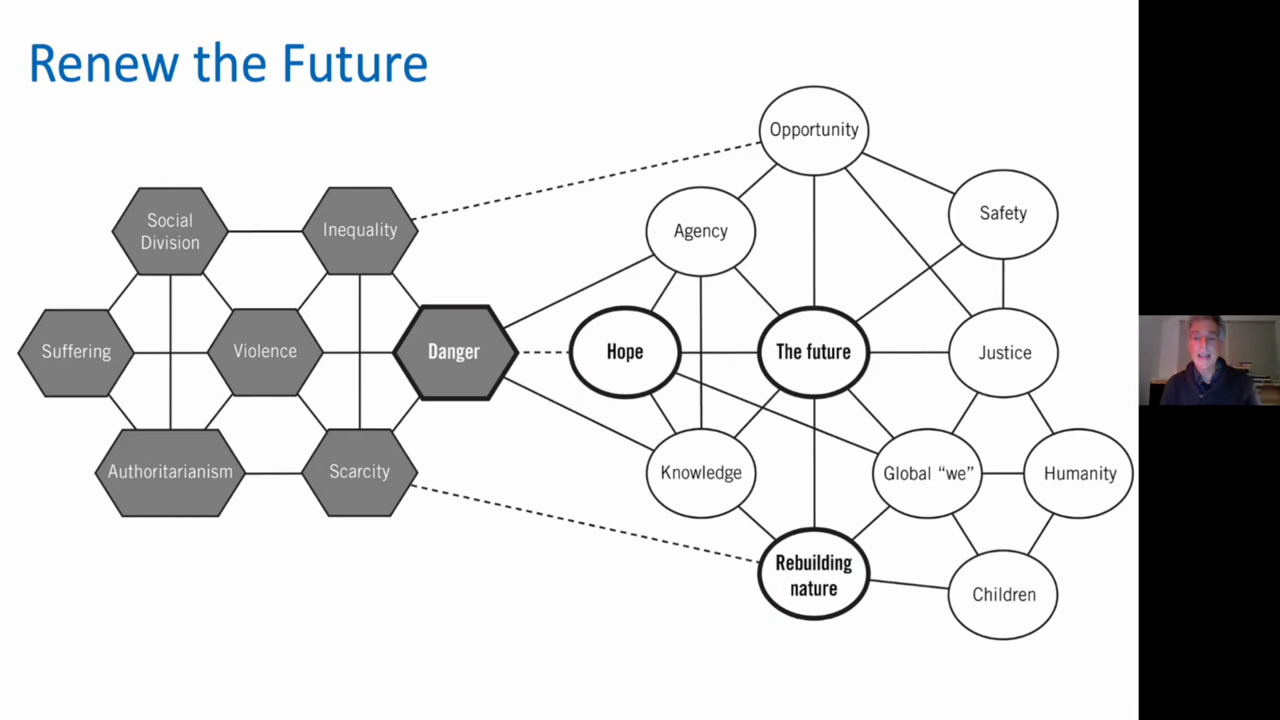 Renew the Future
Opportunity
Social
Division
Inequality
Agency
Safety
Suffering
Violence
Danger
Hope
The future
Justice
Authoritarianism
Scarcity
Knowledge
Global “we”
Humanity
Rebuilding
nature
Children